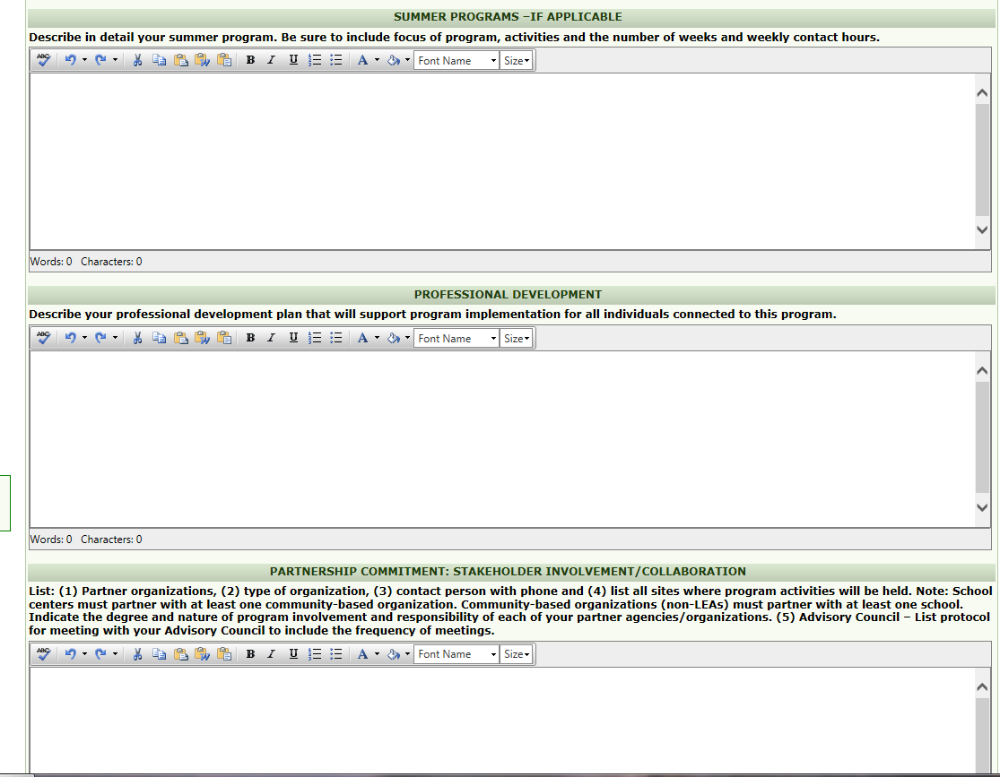 SUMMER PROGRAMS –IF APPLICABLE
Describe in detail your summer program. Be sure to include focus of program, activities and the number of weeks and weekly contact hours.
ABC B I U A Font Name Size
Words: 0 Characters: 0
PROFESSIONAL DEVELOPMENT
Describe your professional development plan that will support program implementation for all individuals connected to this program.
ABC B I U A Font Name Size
Words: 0 Characters: 0
PARTNERSHIP COMMITMENT: STAKEHOLDER INVOLVEMENT/COLLABORATION
List: (1) Partner organizations, (2) type of organization, (3) contact person with phone and (4) list all sites where program activities will be held. Note: School
centers must partner with at least one community-based organization. Community-based organizations (non-LEAs) must partner with at least one school.
Indicate the degree and nature of program involvement and responsibility of each of your partner agencies/organizations. (5) Advisory Council – List protocol
for meeting with your Advisory Council to include the frequency of meetings.
ABC B I U A Font Name Size